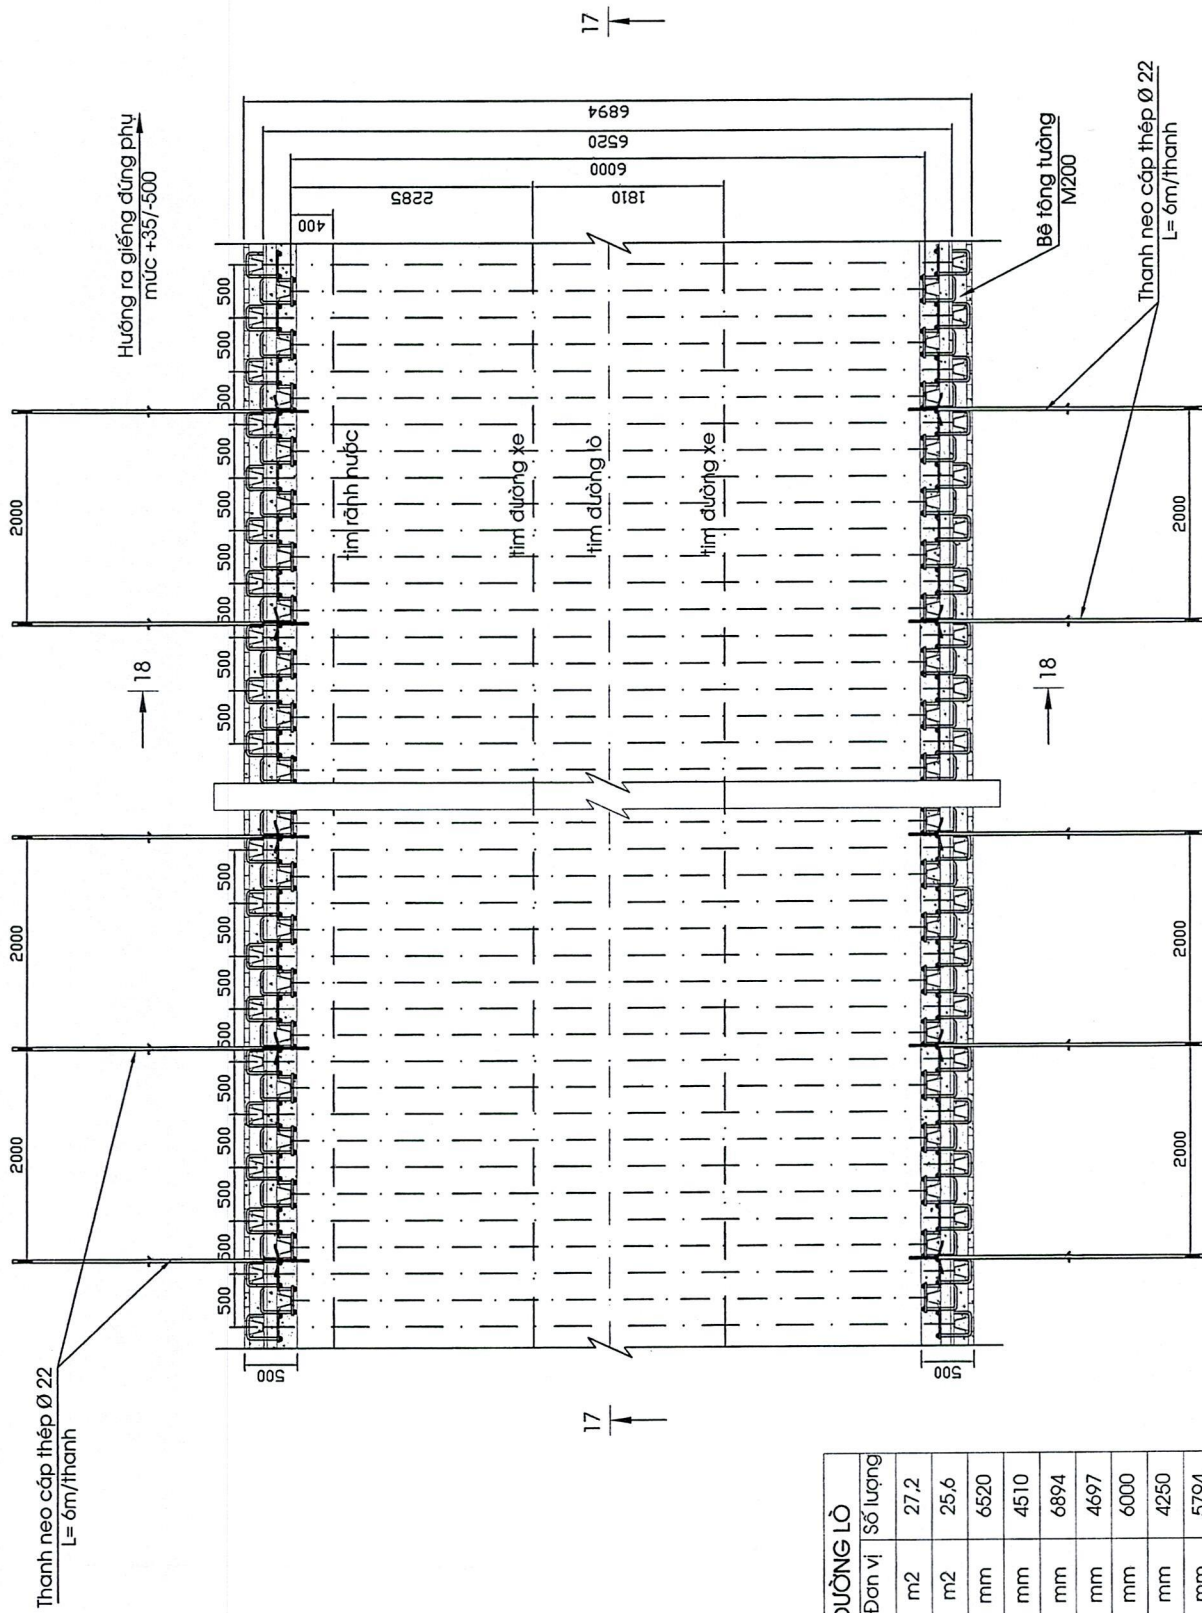 17
Hướng ra giếng đứng phụ
mức +35/-500
6894
6520
6000
2285
1810
400
500
500
500
500
500
500
500
500
500
2000
tim rãnh nước
tim đường xe
tim đường lò
tim đường xe
Bê tông tường
M200
Thanh neo cáp thép Ø 22
L= 6m/thanh
2000
18
18
2000
2000
500
500
500
500
500
500
500
500
500
2000
2000
Thanh neo cáp thép Ø 22
L= 6m/thanh
500
500
17
ĐƯỜNG LÒ
Đơn vị Số lượng
m2 27,2
m2 25,6
mm 6520
mm 4510
mm 6894
mm 4697
mm 6000
mm 4250
mm 5794